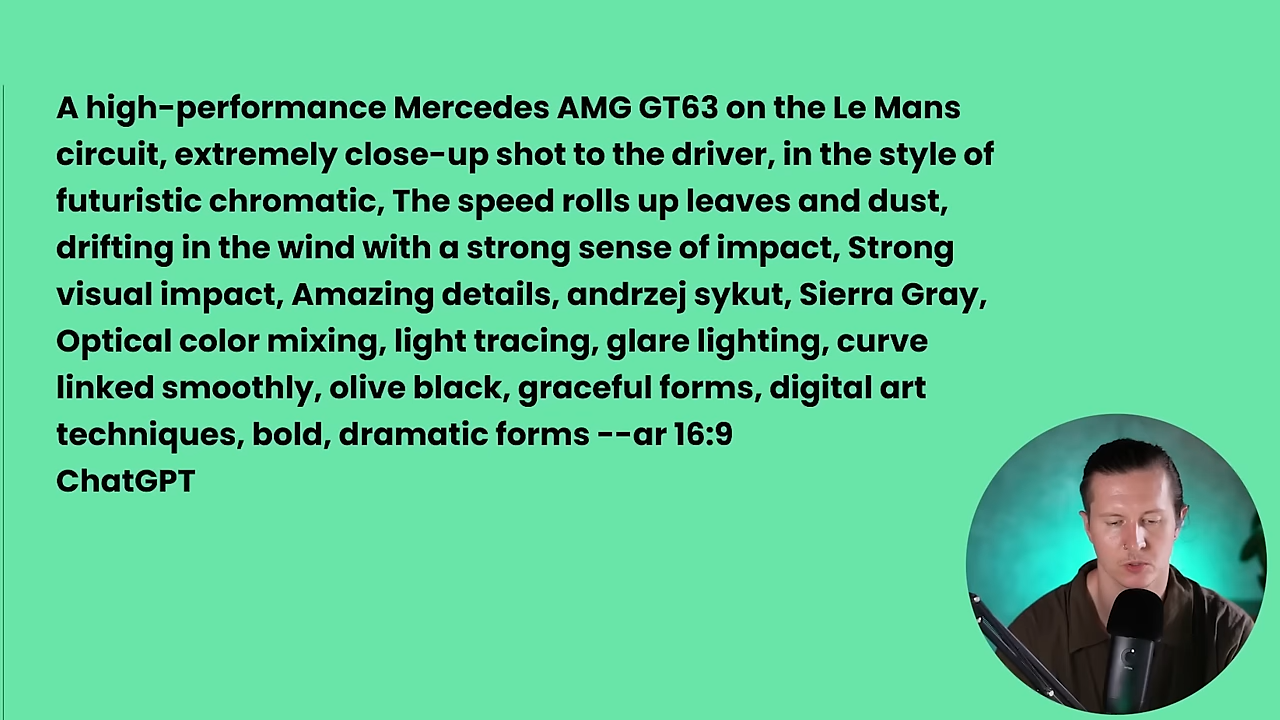 A high-performance Mercedes AMG GT63 on the Le Mans
circuit, extremely close-up shot to the driver, in the style of
futuristic chromatic, The speed rolls up leaves and dust,
drifting in the wind with a strong sense of impact, Strong
visual impact, Amazing details, andrzej sykut, Sierra Gray,
Optical color mixing, light tracing, glare lighting, curve
linked smoothly, olive black, graceful forms, digital art
techniques, bold, dramatic forms --ar 16:9
ChatGPT